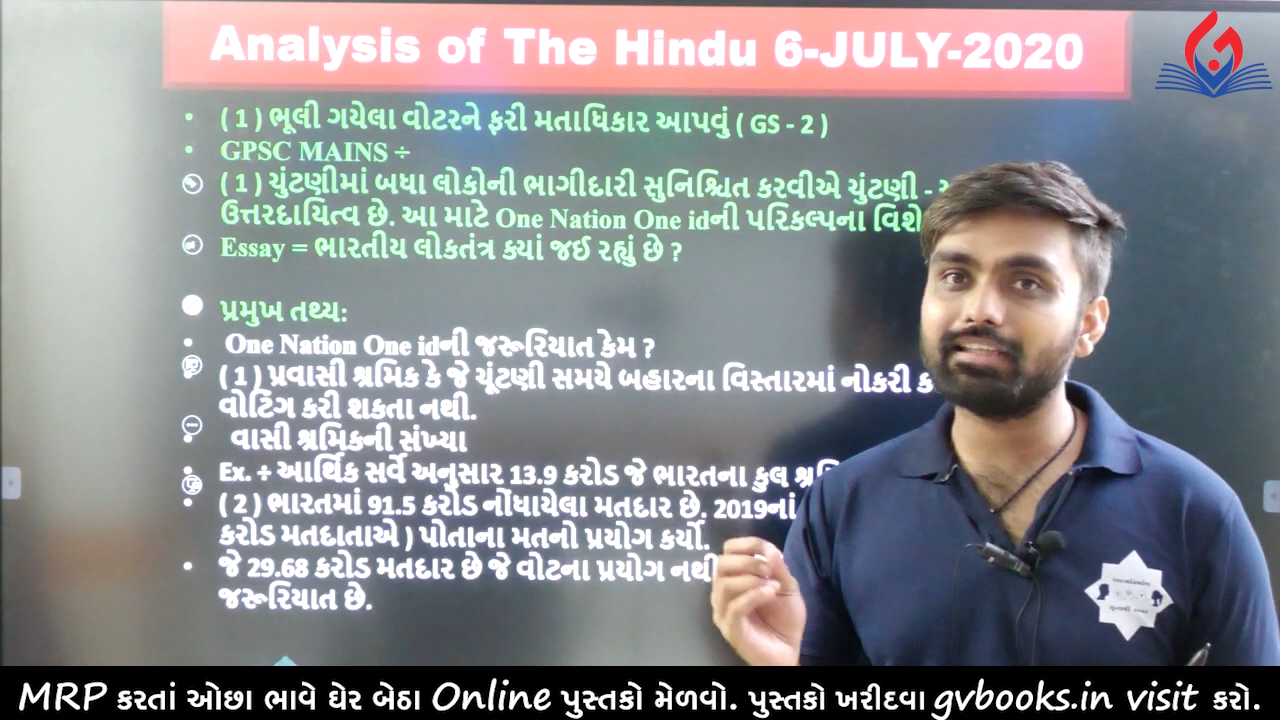 Analysis of The Hindu 6-JULY-2020
• ( 1 ) ભૂલી ગયેલા વોટરને ફરી મતાધિકાર આપવું ( GS - 2 )
• GPSC MAINS ÷
( 1 ) ચુંટણીમાં બધા લોકોની ભાગીદારી સુનિશ્ચિત કરવીએ ચુંટણી -
ઉત્તરદાયિત્વ છે. આ માટે One Nation One idની પરિકલ્પના વિશે
Essay = ભારતીય લોકતંત્ર ક્યાં જઈ રહ્યું છે ?
પ્રમુખ તથ્યઃ
• One Nation One idની જરૂરિયાત કેમ ?
( 1 ) પ્રવાસી શ્રમિક કે જે ચૂંટણી સમયે બહારના વિસ્તારમાં નોકરી
વોટિંગ કરી શકતા નથી.
• વાસી શ્રમિકની સંખ્યા
• Ex. ÷ આર્થિક સર્વે અનુસાર 13.9 કરોડ જે ભારતના કુલ
• ( 2 ) ભારતમાં 91.5 કરોડ નોંધાયેલા મતદાર છે. 2019નાં
કરોડ મતદાતાએ ) પોતાના મતનો પ્રયોગ કર્યો.
• જે 29.68 કરોડ મતદાર છે જે વોટના પ્રયોગ નથી
જરૂરિયાત છે.
MRP કરતાં ઓછા ભાવે ઘેર બેઠા Online પુસ્તકો મેળવો. પુસ્તકો ખરીદવા gvbooks.in visit કરો.